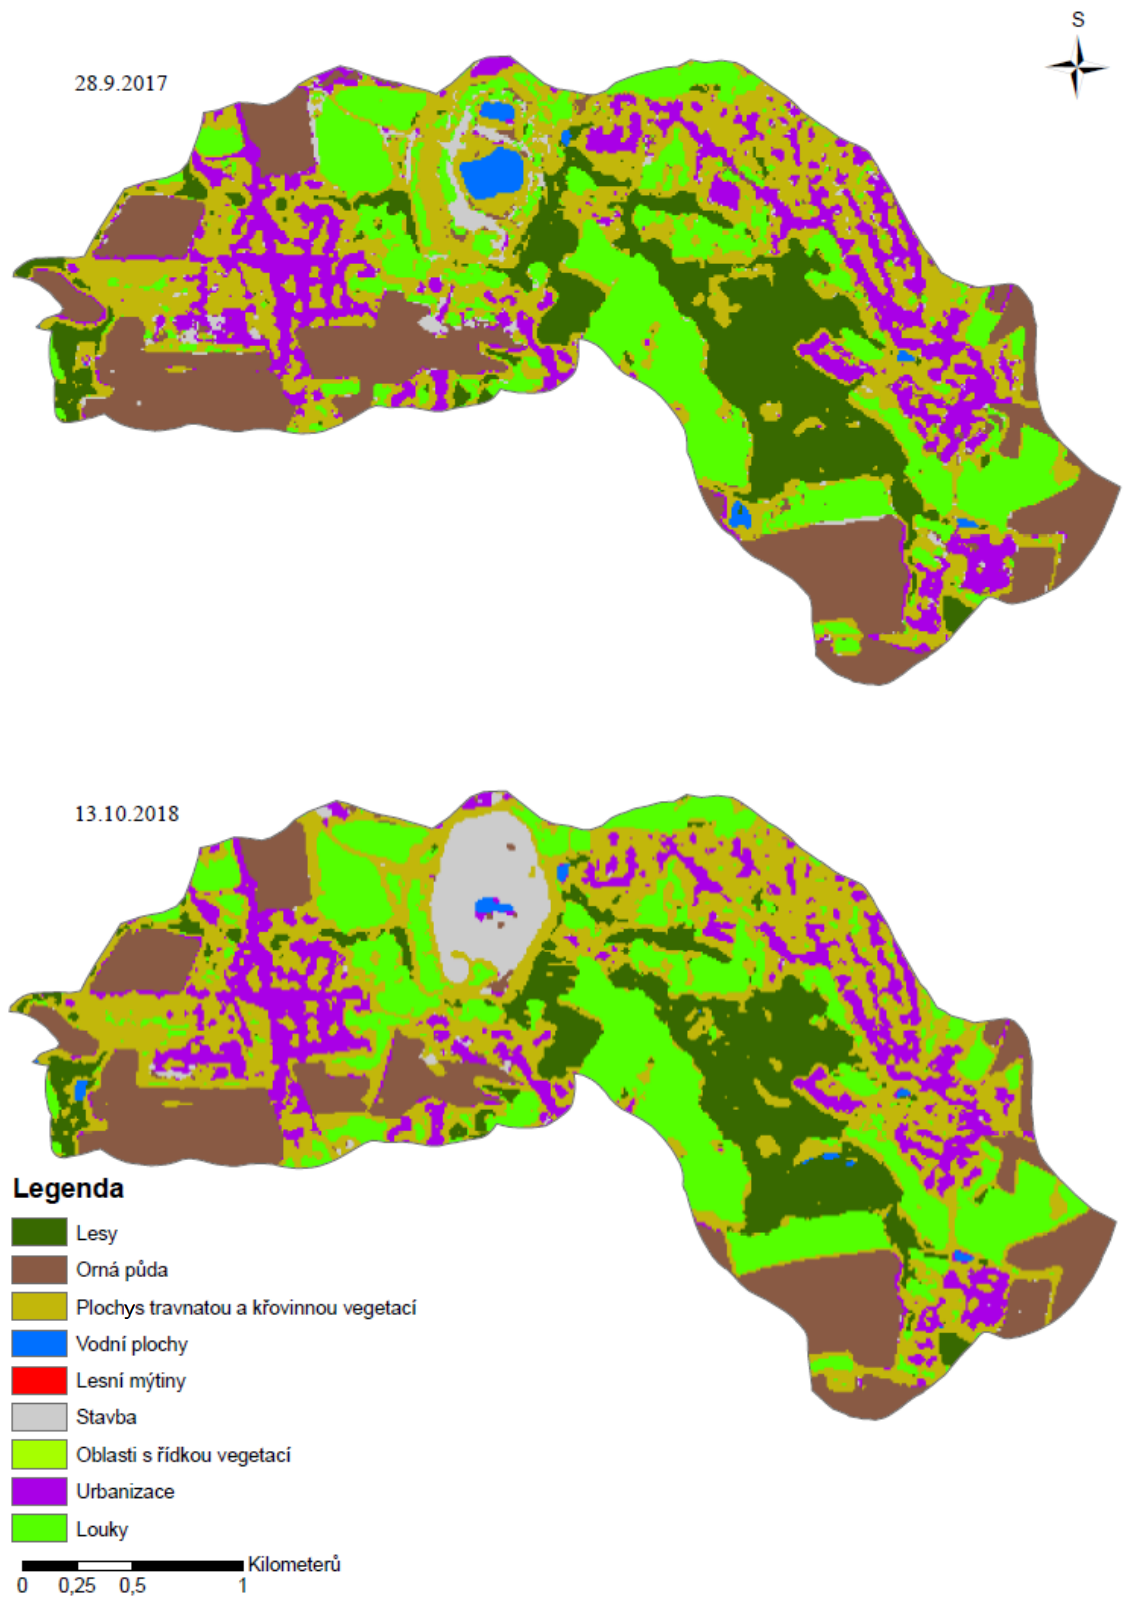 S
28.9.2017
13.10.2018
Legenda
Lesy
Orná půda
Plochys travnatou a křovinnou vegetací
Vodní plochy
Lesní mýtiny
Stavba
Oblasti s řídkou vegetací
Urbanizace
Louky
Kilometerů
0 0,25 0,5 1